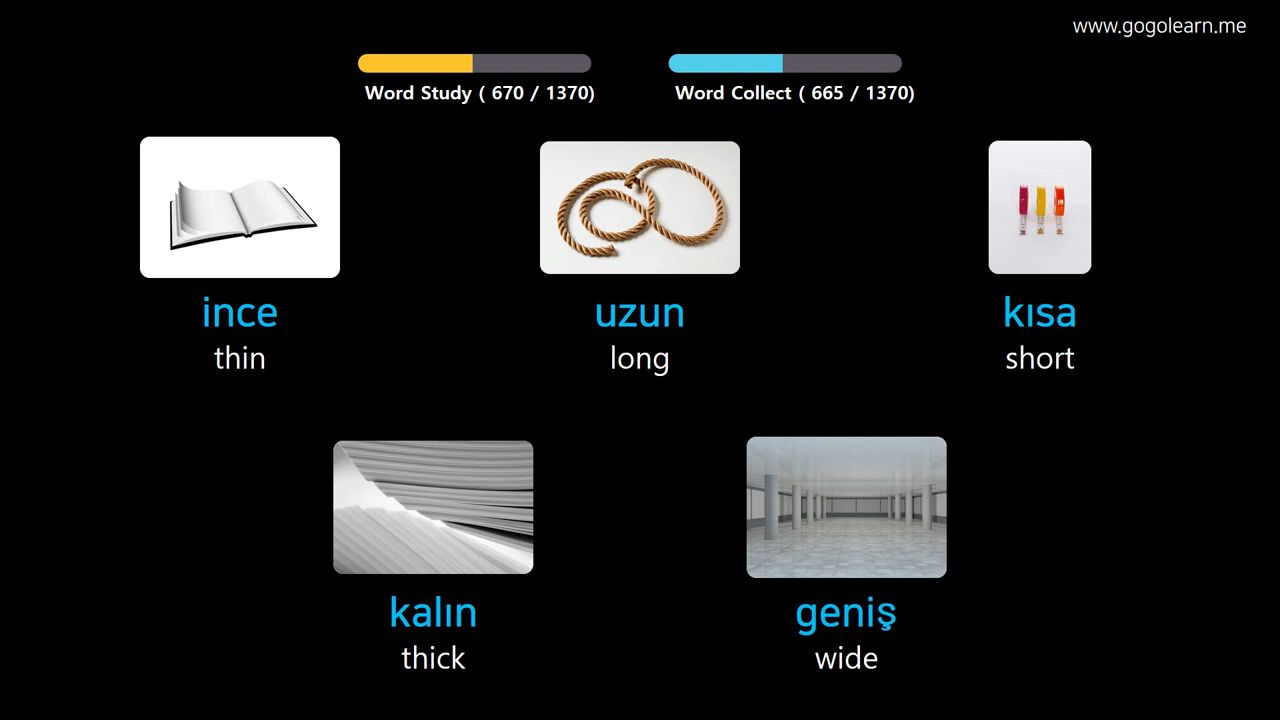 www.gogolearn.me
Word Study ( 670 / 1370)
Word Collect ( 665 / 1370)
ince
thin
uzun
long
kısa
short
kalın
thick
geniş
wide